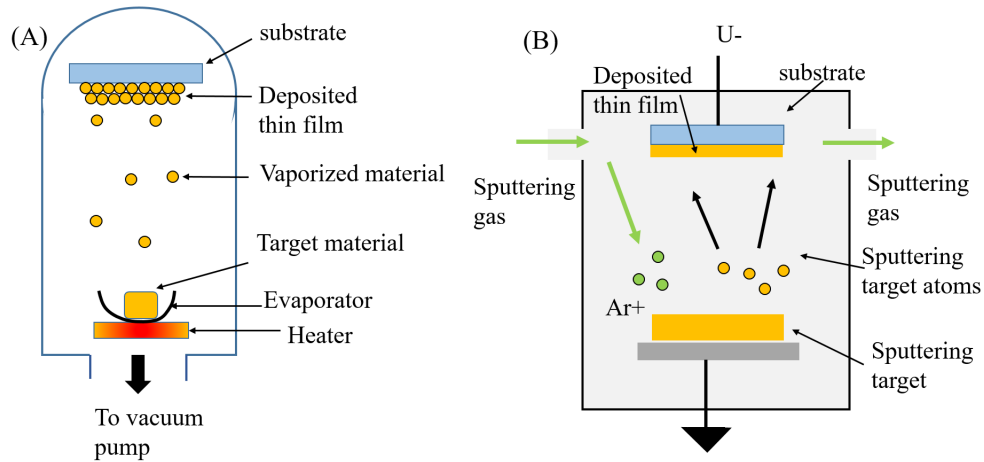 (A)
substrate
Deposited
thin film
Vaporized material
Target material
Evaporator
Heater
To vacuum
pump
(B)
U-
Deposited
thin film
substrate
Sputtering
gas
Sputtering
gas
Sputtering
target atoms
Ar+
Sputtering
target